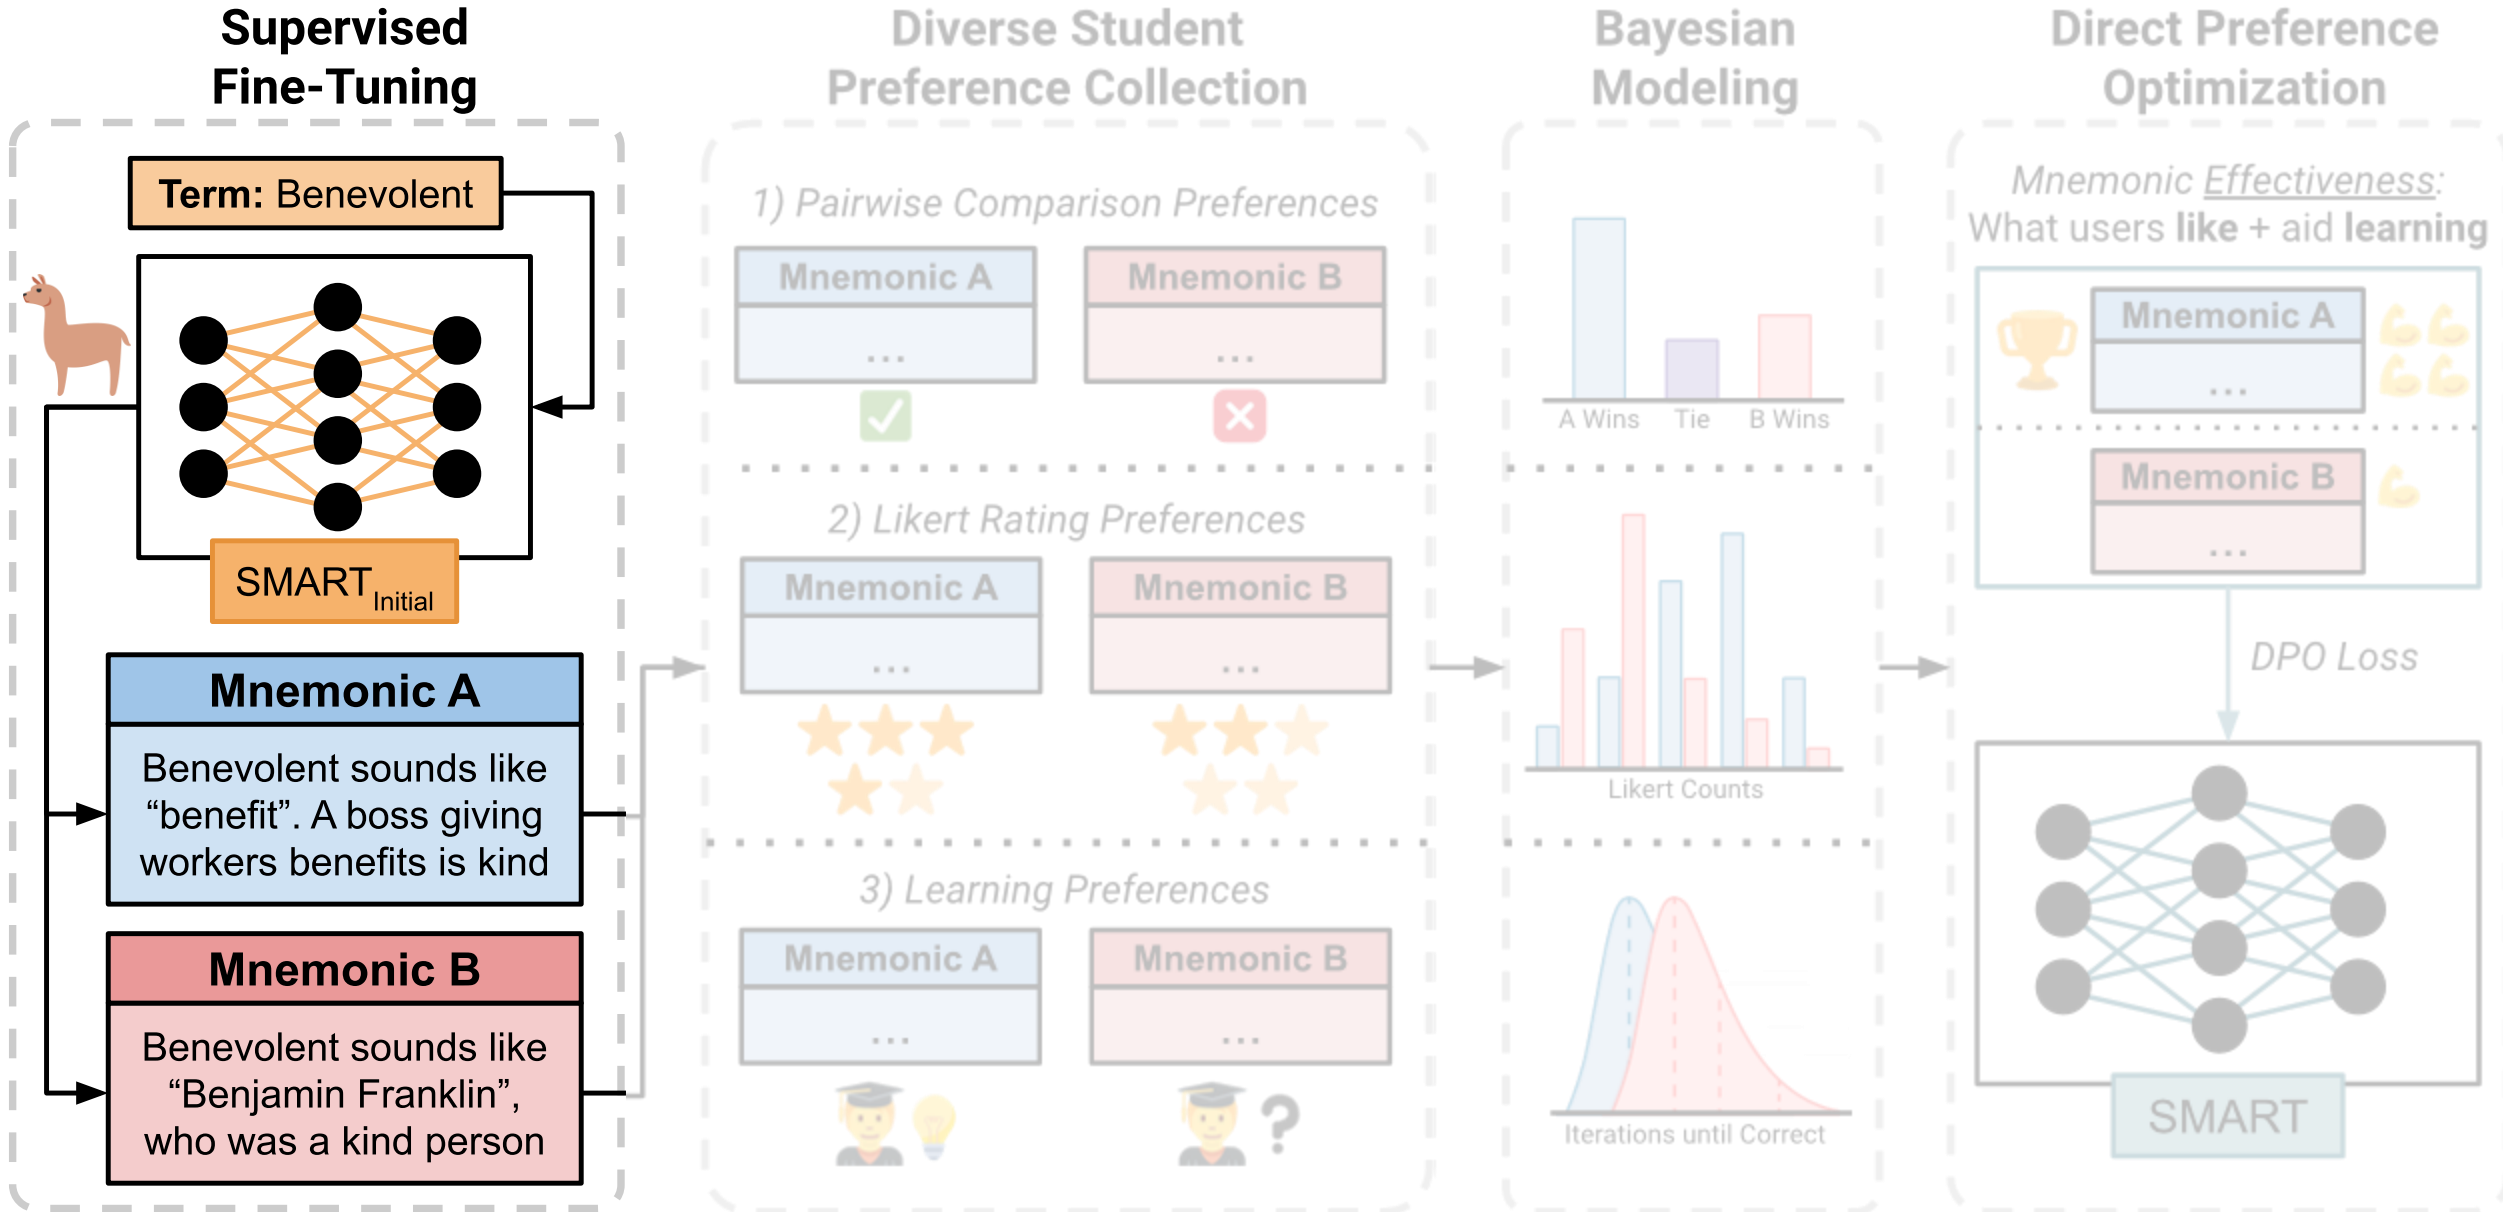 Supervised
Fine-Tuning
Term: Benevolent
SMART Initial
Mnemonic A
Benevolent sounds like
“benefit”. A boss giving
workers benefits is kind
Mnemonic B
Benevolent sounds like
“Benjamin Franklin”,
who was a kind person
Diverse Student
Preference Collection
1) Pairwise Comparison Preferences
Mnemonic A
...
Mnemonic B
...
2) Likert Rating Preferences
Mnemonic A
...
Mnemonic B
...
3) Learning Preferences
Mnemonic A
...
Mnemonic B
...
?
Bayesian
Modeling
A Wins
Tie
B Wins
Likert Counts
Iterations until Correct
Direct Preference
Optimization
Mnemonic Effectiveness:
What users like + aid learning
Mnemonic A
...
Mnemonic B
...
DPO Loss
SMART